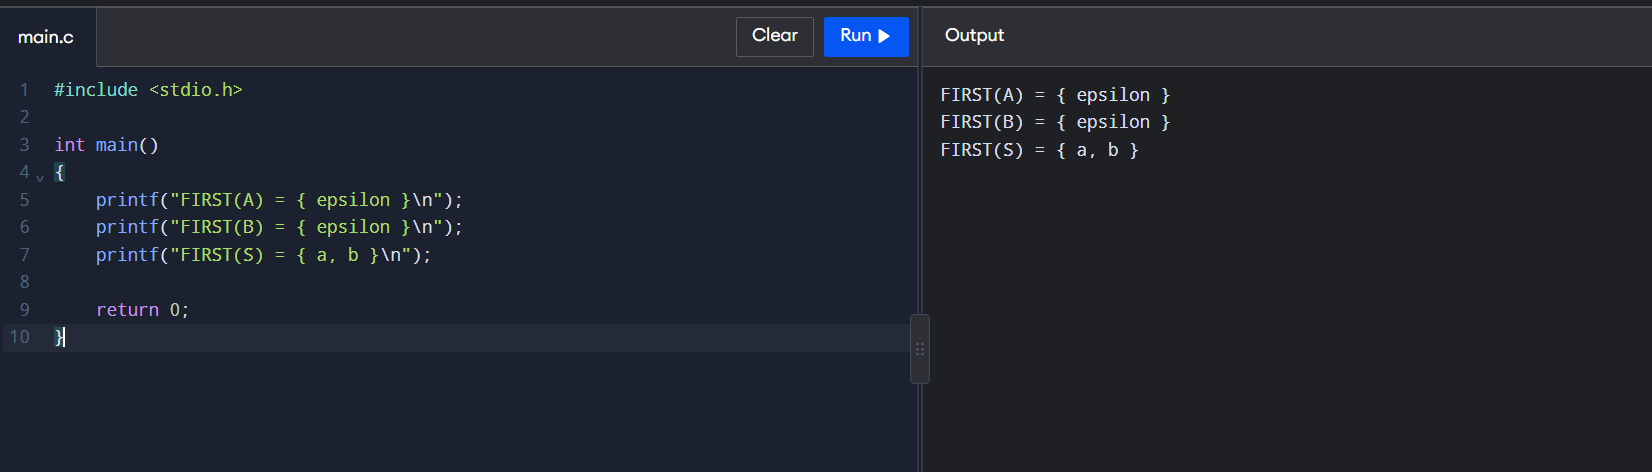 main.c
Clear
Run
Output
1 #include <stdio.h>
2
3 int main()
4 {
5     printf("FIRST(A) = { epsilon }\n");
6     printf("FIRST(B) = { epsilon }\n");
7     printf("FIRST(S) = { a, b }\n");
8
9     return 0;
10 }
FIRST(A) = { epsilon }
FIRST(B) = { epsilon }
FIRST(S) = { a, b }